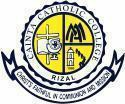 CAINTA CATHOLIC COLLEGE
RIZAL
CHRIST'S FAITHFUL IN COMMUNION AND MISSION